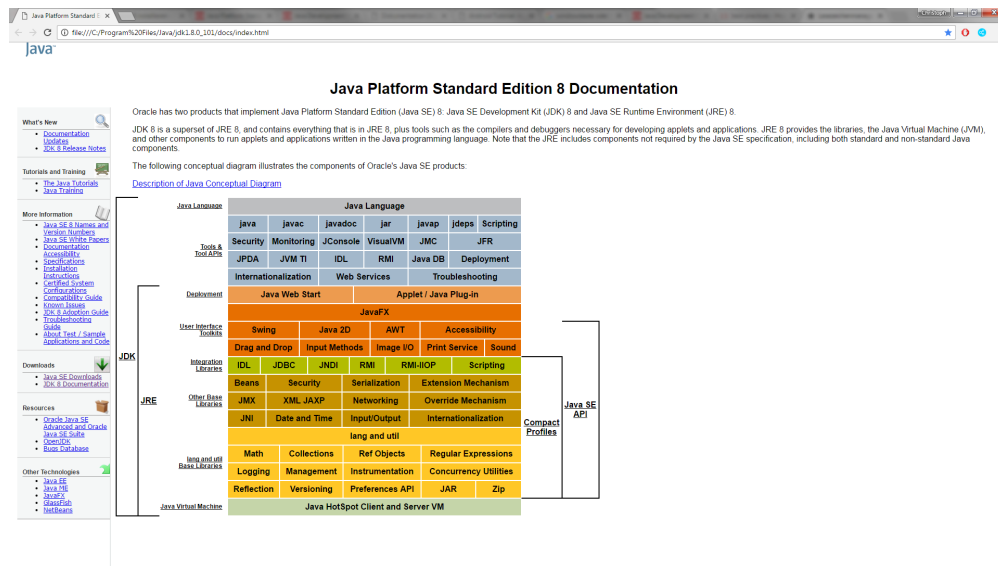 Java Platform Standard E
file:///C:/Program%20Files/Java/jdk1.8.0_101/docs/index.html
Java™
Java Platform Standard Edition 8 Documentation
Oracle has two products that implement Java Platform Standard Edition (Java SE) 8: Java SE Development Kit (JDK) 8 and Java SE Runtime Environment (JRE) 8.
JDK 8 is a superset of JRE 8, and contains everything that is in JRE 8, plus tools such as the compilers and debuggers necessary for developing applets and applications. JRE 8 provides the libraries, the Java Virtual Machine (JVM),
and other components to run applets and applications written in the Java programming language. Note that the JRE includes components not required by the Java SE specification, including both standard and non-standard Java
components.
The following conceptual diagram illustrates the components of Oracle's Java SE products:
Description of Java Conceptual Diagram
What's New
Documentation
Updates
JDK 8 Release Notes
Tutorials and Training
The Java Tutorials
Java Training
More Information
Java SE 8 Names and
Version Numbers
Java SE White Papers
Documentation
Accessibility
Specifications
Installation
Instructions
Certified System
Configurations
Compatibility Guide
Known Issues
JDK 8 Adoption Guide
Troubleshooting
Guide
About Test / Sample
Applications and Code
Downloads
Java SE Downloads
JDK 8 Documentation
Resources
Oracle Java SE
Advanced and Oracle
Java SE Suite
OpenJDK
Bugs Database
Other Technologies
Java EE
Java ME
JavaFX
GlassFish
NetBeans
JDK
JRE
Java Language
Java Language
Tools &
Tool APIs
java javac javadoc jar javap jdeps Scripting
Security Monitoring JConsole VisualVM JMC JFR
JPDA JVM TI IDL RMI Java DB Deployment
Internationalization Web Services Troubleshooting
Deployment
Java Web Start Applet / Java Plug-in
JavaFX
User Interface
Toolkits
Swing Java 2D AWT Accessibility
Drag and Drop Input Methods Image I/O Print Service Sound
Integration
Libraries
IDL JDBC JNDI RMI RMI-IIOP Scripting
Other Base
Libraries
Beans Security Serialization Extension Mechanism
JMX XML JAXP Networking Override Mechanism
JNI Date and Time Input/Output Internationalization
lang and util
lang and util
Base Libraries
Math Collections Ref Objects Regular Expressions
Logging Management Instrumentation Concurrency Utilities
Reflection Versioning Preferences API JAR Zip
Java Virtual Machine
Java HotSpot Client and Server VM
Compact
Profiles
Java SE
API